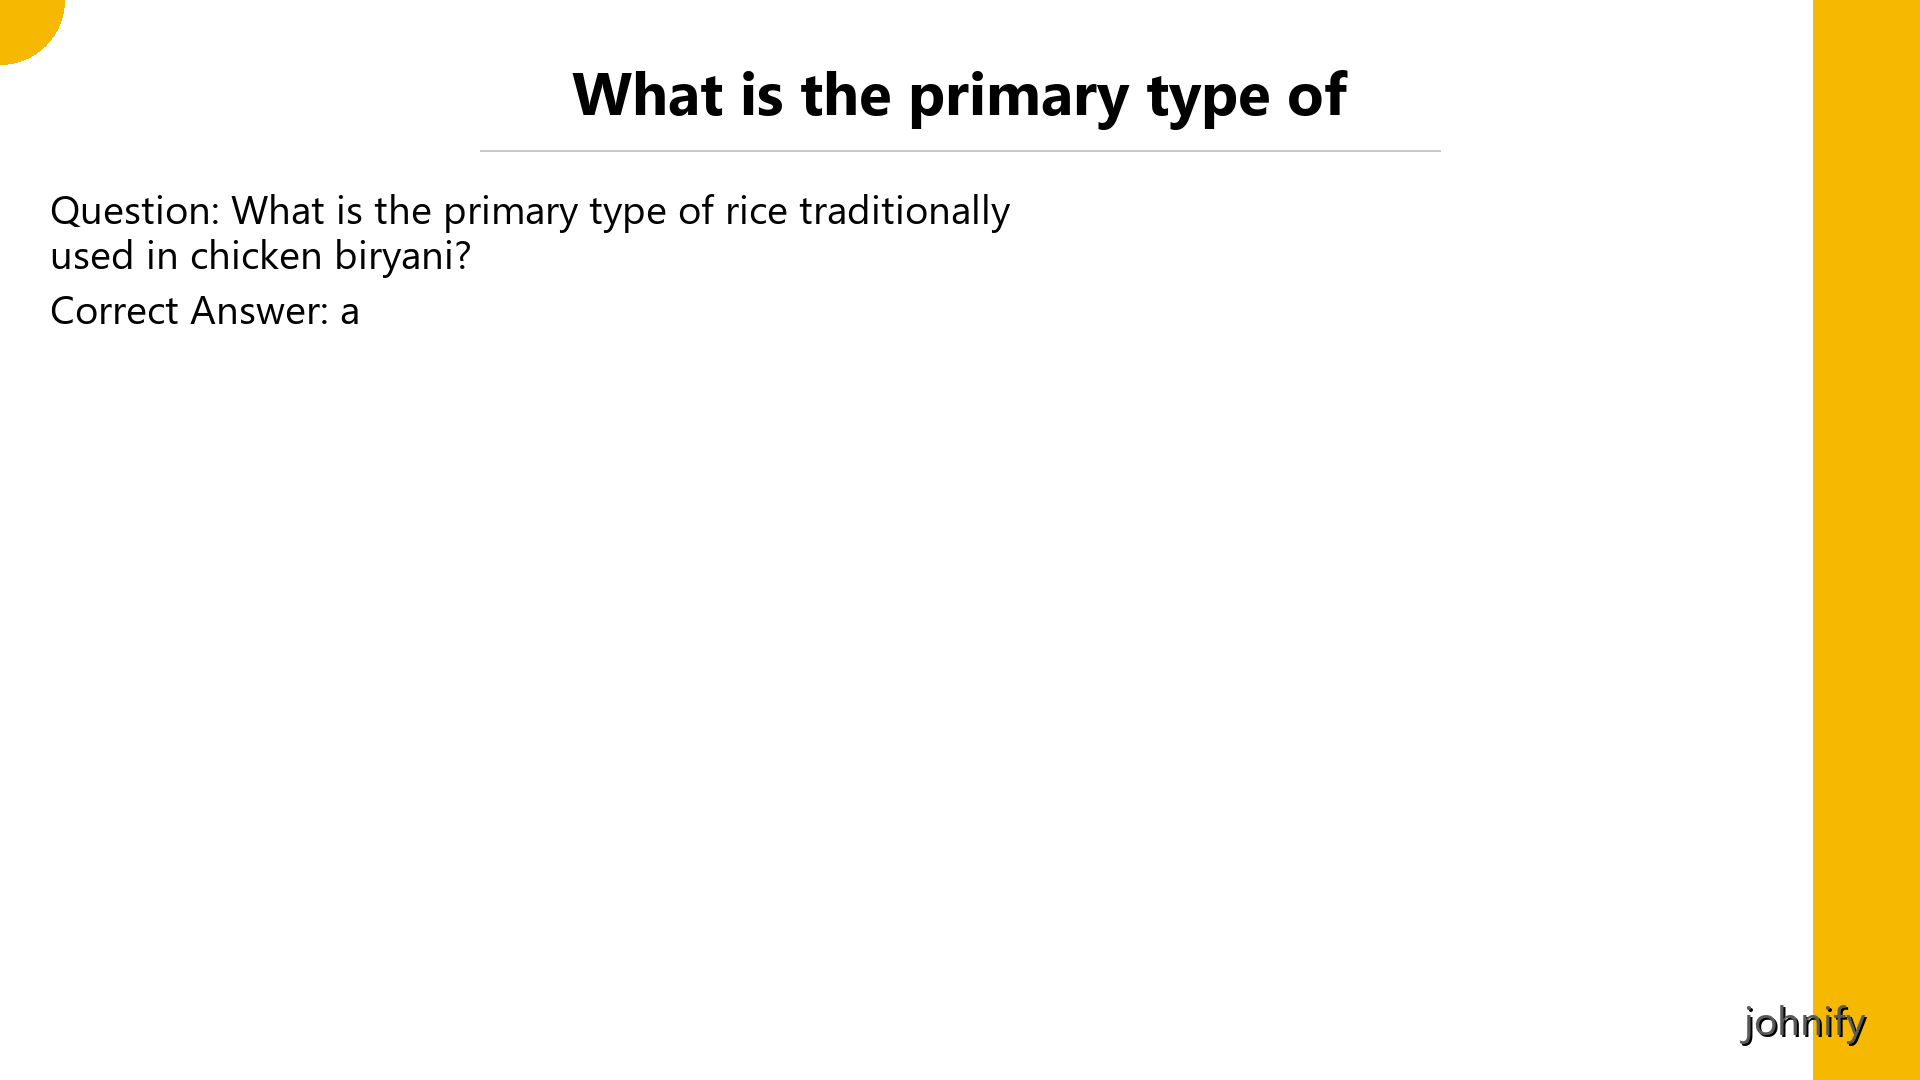 What is the primary type of
Question: What is the primary type of rice traditionally
used in chicken biryani?
Correct Answer: a
johnify